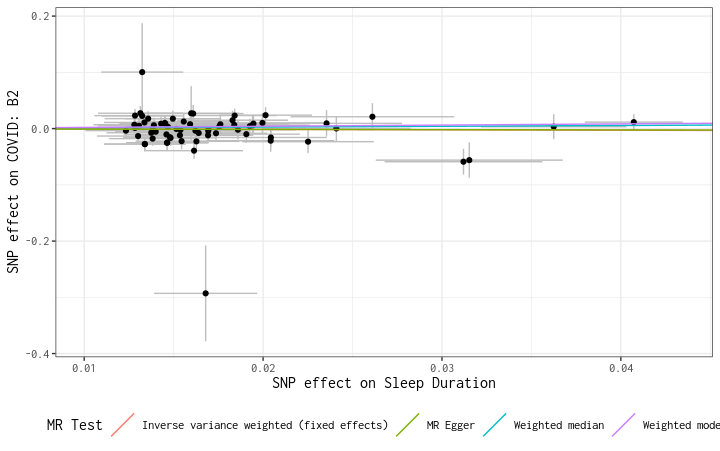 SNP effect on COVID: B2
0.2
0.0
-0.2
-0.4
0.01 0.02 0.03 0.04
SNP effect on Sleep Duration
MR Test Inverse variance weighted (fixed effects) MR Egger Weighted median Weighted mode